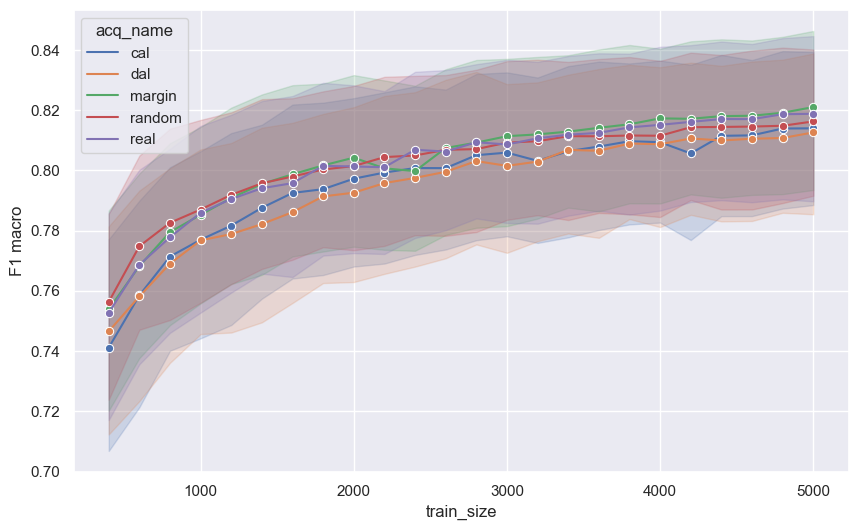 acq_name
cal
dal
margin
random
real
F1 macro
0.84
0.82
0.80
0.78
0.76
0.74
0.72
0.70
1000 2000 3000 4000 5000
train_size